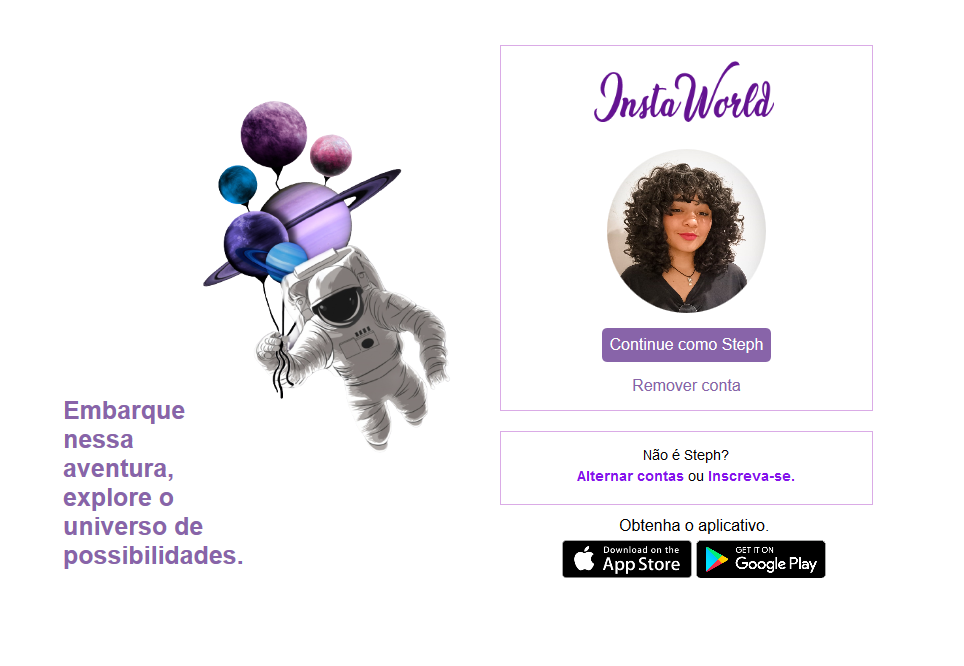 Embarque
nessa
aventura,
explore o
universo de
possibilidades.
InstaWorld
Continue como Steph
Remover conta
Não é Steph?
Alternar contas ou Inscreva-se.
Obtenha o aplicativo.
Download on the
App Store
GET IT ON
Google Play